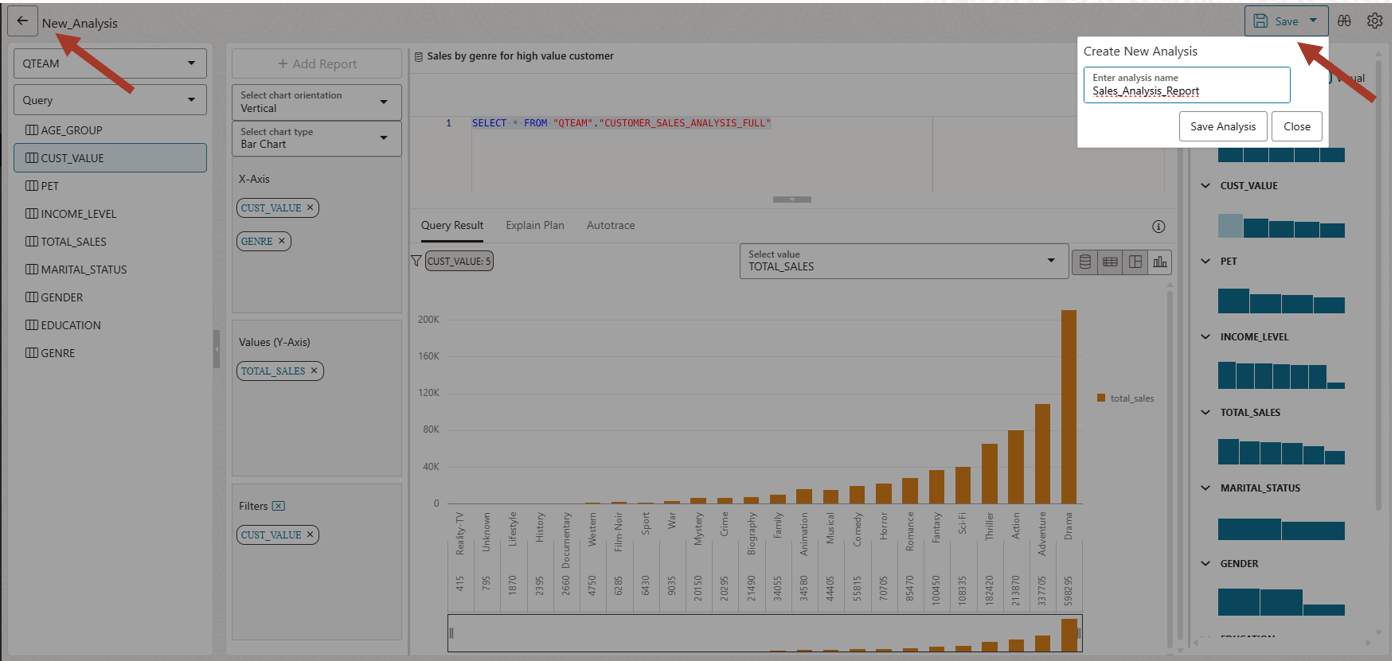 New_Analysis
Save
Create New Analysis
Enter analysis name
Sales_Analysis_Report
Save Analysis
Close
QTEAM
Query
AGE_GROUP
CUST_VALUE
PET
INCOME_LEVEL
TOTAL_SALES
MARITAL_STATUS
GENDER
EDUCATION
GENRE
+ Add Report
Select chart orientation
Vertical
Select chart type
Bar Chart
X-Axis
CUST_VALUE ×
GENRE ×
Values (Y-Axis)
TOTAL_SALES ×
Filters
CUST_VALUE ×
Sales by genre for high value customer
1 SELECT * FROM "QTEAM"."CUSTOMER_SALES_ANALYSIS_FULL"
Query Result Explain Plan Autotrace
CUST_VALUE: 5
Select value
TOTAL_SALES
200K
160K
120K
80K
40K
0
total_sales
Reality-TV Unknown Lifestyle History Documentary Western Film-Noir Sport War Mystery Crime Biography Family Animation Musical Comedy Horror Romance Fantasy Sci-Fi Thriller Action Adventure Drama
415 795 1870 2395 2660 4750 6285 6430 9035 20150 20295 21490 34055 34580 44405 55815 70705 85470 100450 108335 182420 213870 337705 598295
CUST_VALUE
PET
INCOME_LEVEL
TOTAL_SALES
MARITAL_STATUS
GENDER